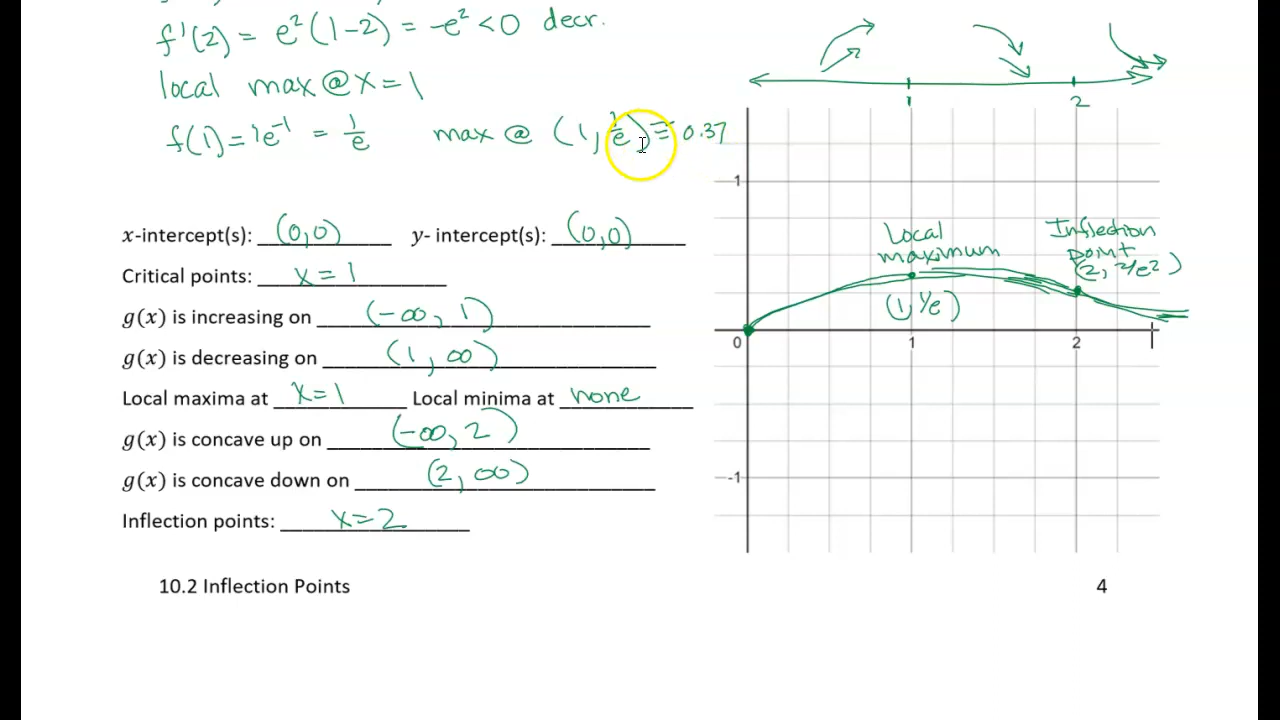 f'(2) = e²(1-2) = -e² < 0 decr.
local max @ x = 1
f(1) = 1e⁻¹ = 1/e max @ (1, 1/e) ≅ 0.37
x-intercept(s): (0,0) y- intercept(s): (0,0)
Critical points: x = 1
g(x) is increasing on (-∞, 1)
g(x) is decreasing on (1, ∞)
Local maxima at x=1 Local minima at none
g(x) is concave up on (-∞, 2)
g(x) is concave down on (2, ∞)
Inflection points: x=2
10.2 Inflection Points 4
1 2
1
Local
maximum
(1, 1/e)
Inflection
point
(2, 2/e²)
0 1 2
-1